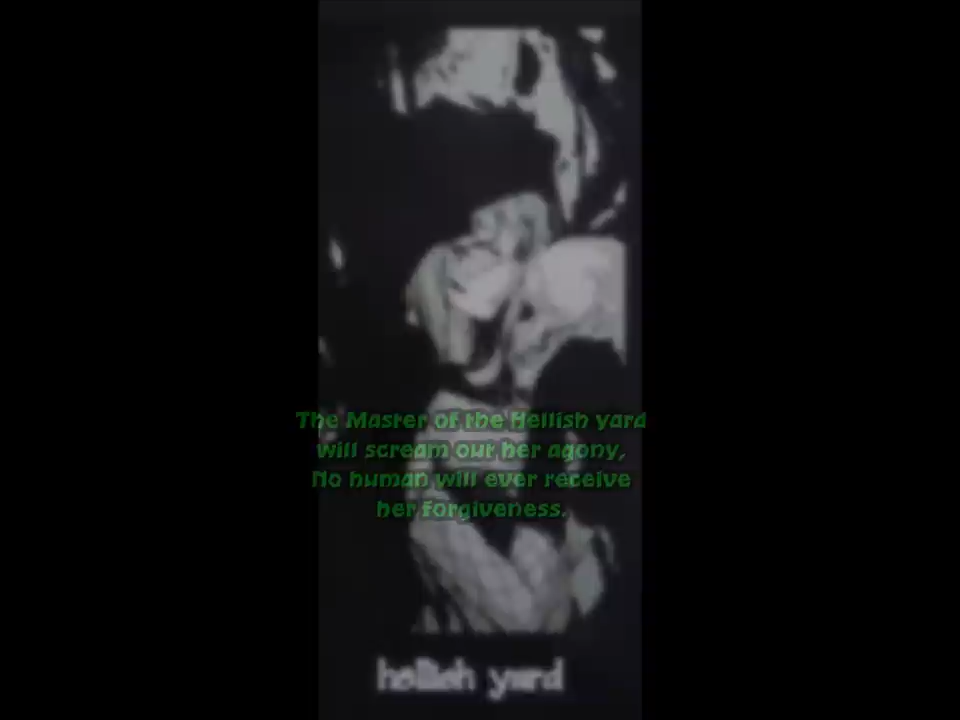 The Master of the Hellish yard
will scream out her agony,
No human will ever receive
her forgiveness.
hellish yard